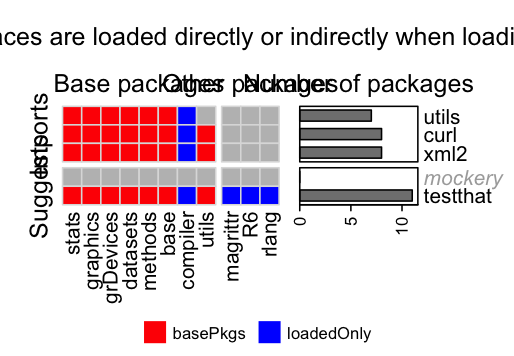 aces are loaded directly or indirectly when loadi
Base packages Other packages Number of packages
Imports
Suggests
utils
curl
xml2
mockery
testthat
0 5 10
stats
graphics
grDevices
datasets
methods
base
compiler
utils
magrittr
R6
rlang
basePkgs loadedOnly